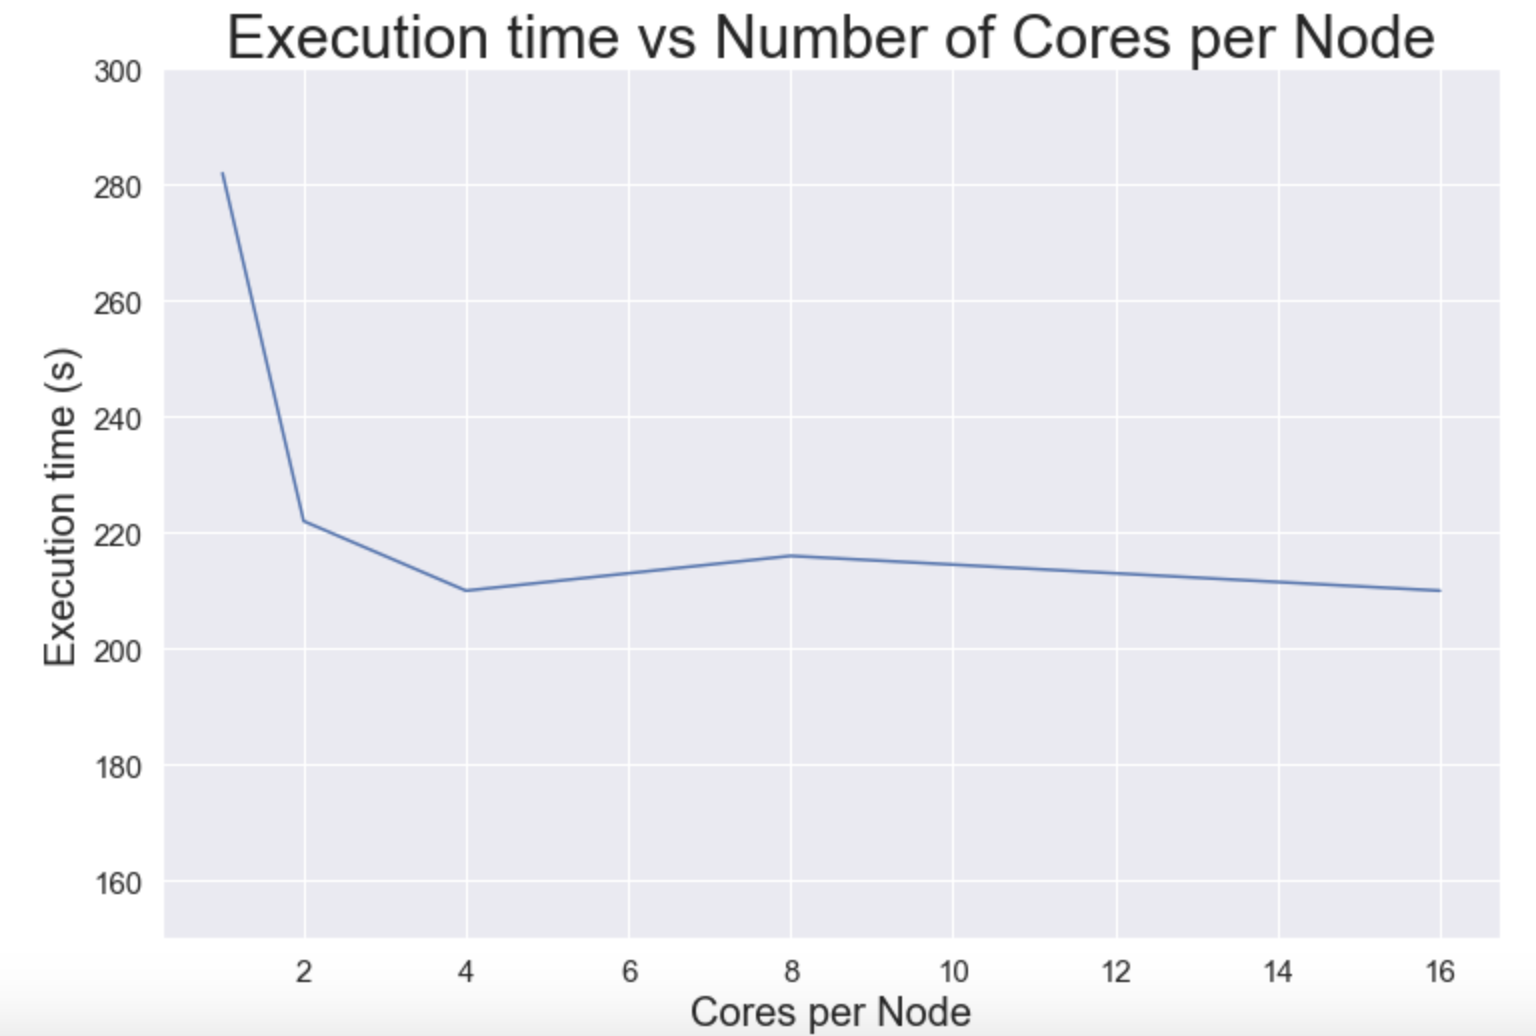 Execution time vs Number of Cores per Node
300
280
260
240
220
200
180
160
Execution time (s)
2 4 6 8 10 12 14 16
Cores per Node